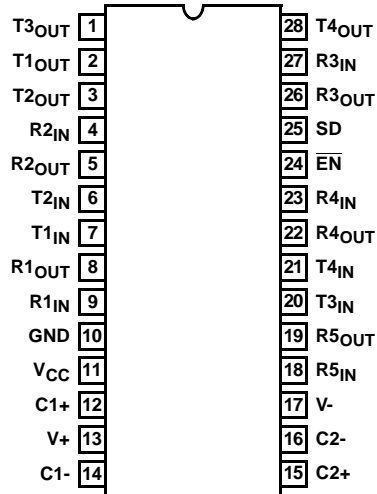 T3OUT 1 28 T4OUT
T1OUT 2 27 R3IN
T2OUT 3 26 R3OUT
R2IN 4 25 SD
R2OUT 5 24 E̅N̅
T2IN 6 23 R4IN
T1IN 7 22 R4OUT
R1OUT 8 21 T4IN
R1IN 9 20 T3IN
GND 10 19 R5OUT
VCC 11 18 R5IN
C1+ 12 17 V-
V+ 13 16 C2-
C1- 14 15 C2+